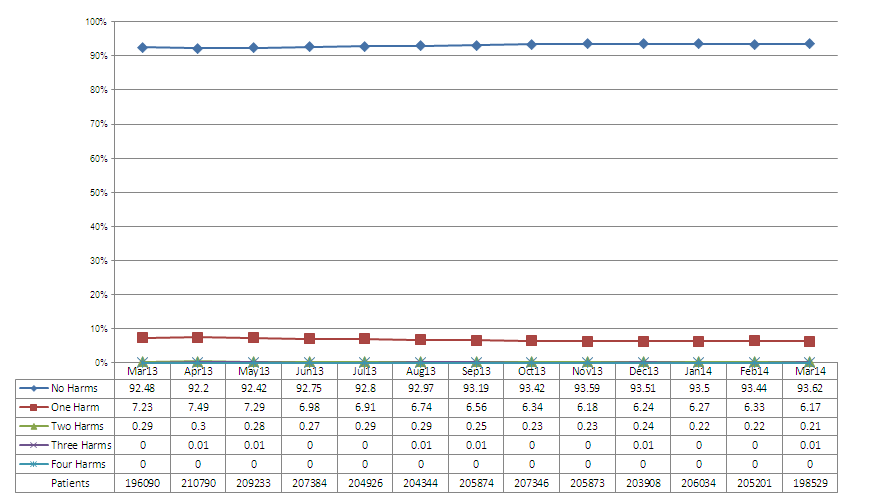 100%
90%
80%
70%
60%
50%
40%
30%
20%
10%
0%
Mar13 Apr13 May13 Jun13 Jul13 Aug13 Sep13 Oct13 Nov13 Dec13 Jan14 Feb14 Mar14
No Harms 92.48 92.2 92.42 92.75 92.8 92.97 93.19 93.42 93.59 93.51 93.5 93.44 93.62
One Harm 7.23 7.49 7.29 6.98 6.91 6.74 6.56 6.34 6.18 6.24 6.27 6.33 6.17
Two Harms 0.29 0.3 0.28 0.27 0.29 0.29 0.25 0.23 0.23 0.24 0.22 0.22 0.21
Three Harms 0 0.01 0.01 0 0 0.01 0.01 0 0 0.01 0 0 0.01
Four Harms 0 0 0 0 0 0 0 0 0 0 0 0 0
Patients 196090 210790 209233 207384 204926 204344 205874 207346 205873 203908 206034 205201 198529